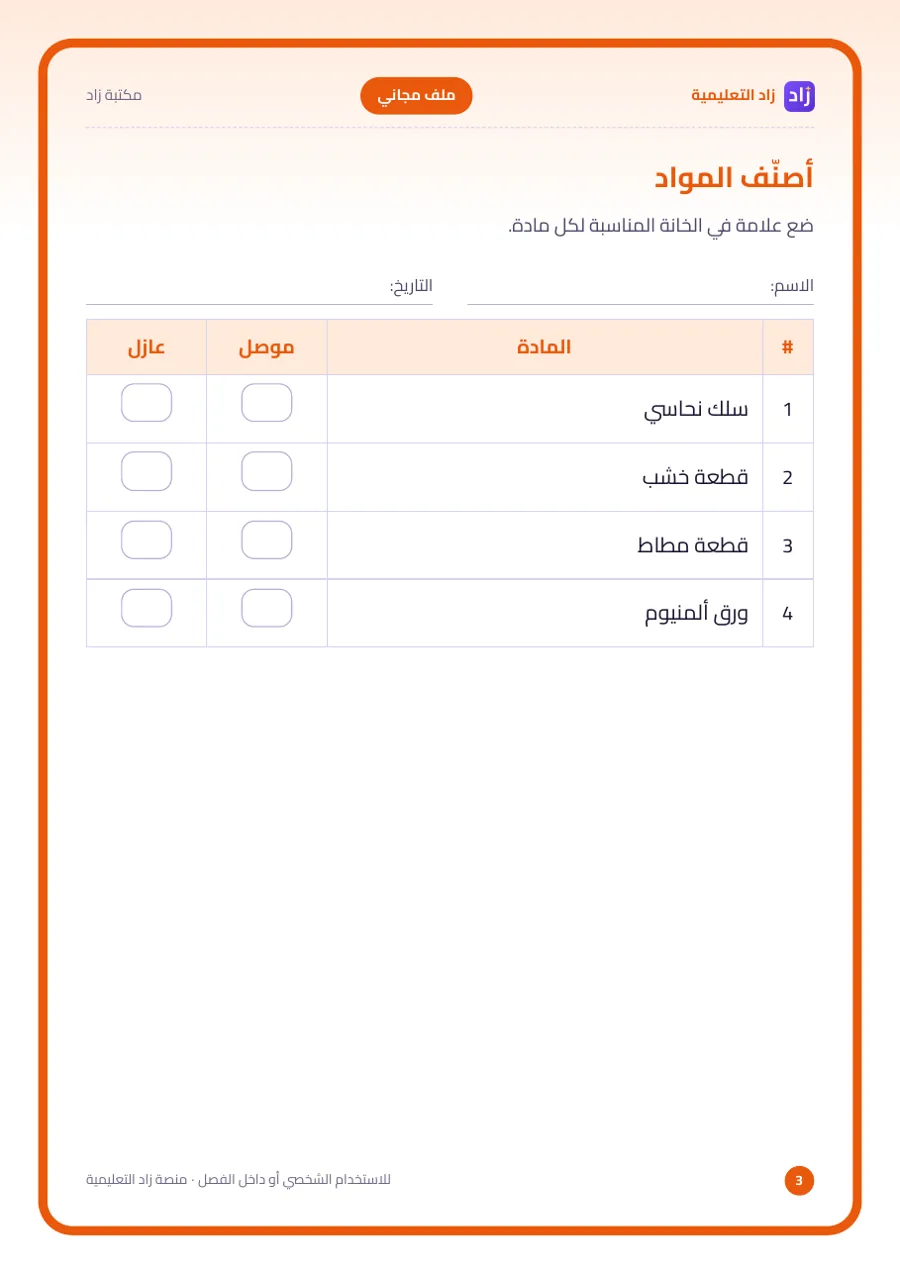 زاد زاد التعليمية
ملف مجاني
مكتبة زاد
أصنّف المواد
ضع علامة في الخانة المناسبة لكل مادة.
الاسم: التاريخ:
# المادة موصل عازل
1 سلك نحاسي
2 قطعة خشب
3 قطعة مطاط
4 ورق ألمنيوم
3 للاستخدام الشخصي أو داخل الفصل · منصة زاد التعليمية